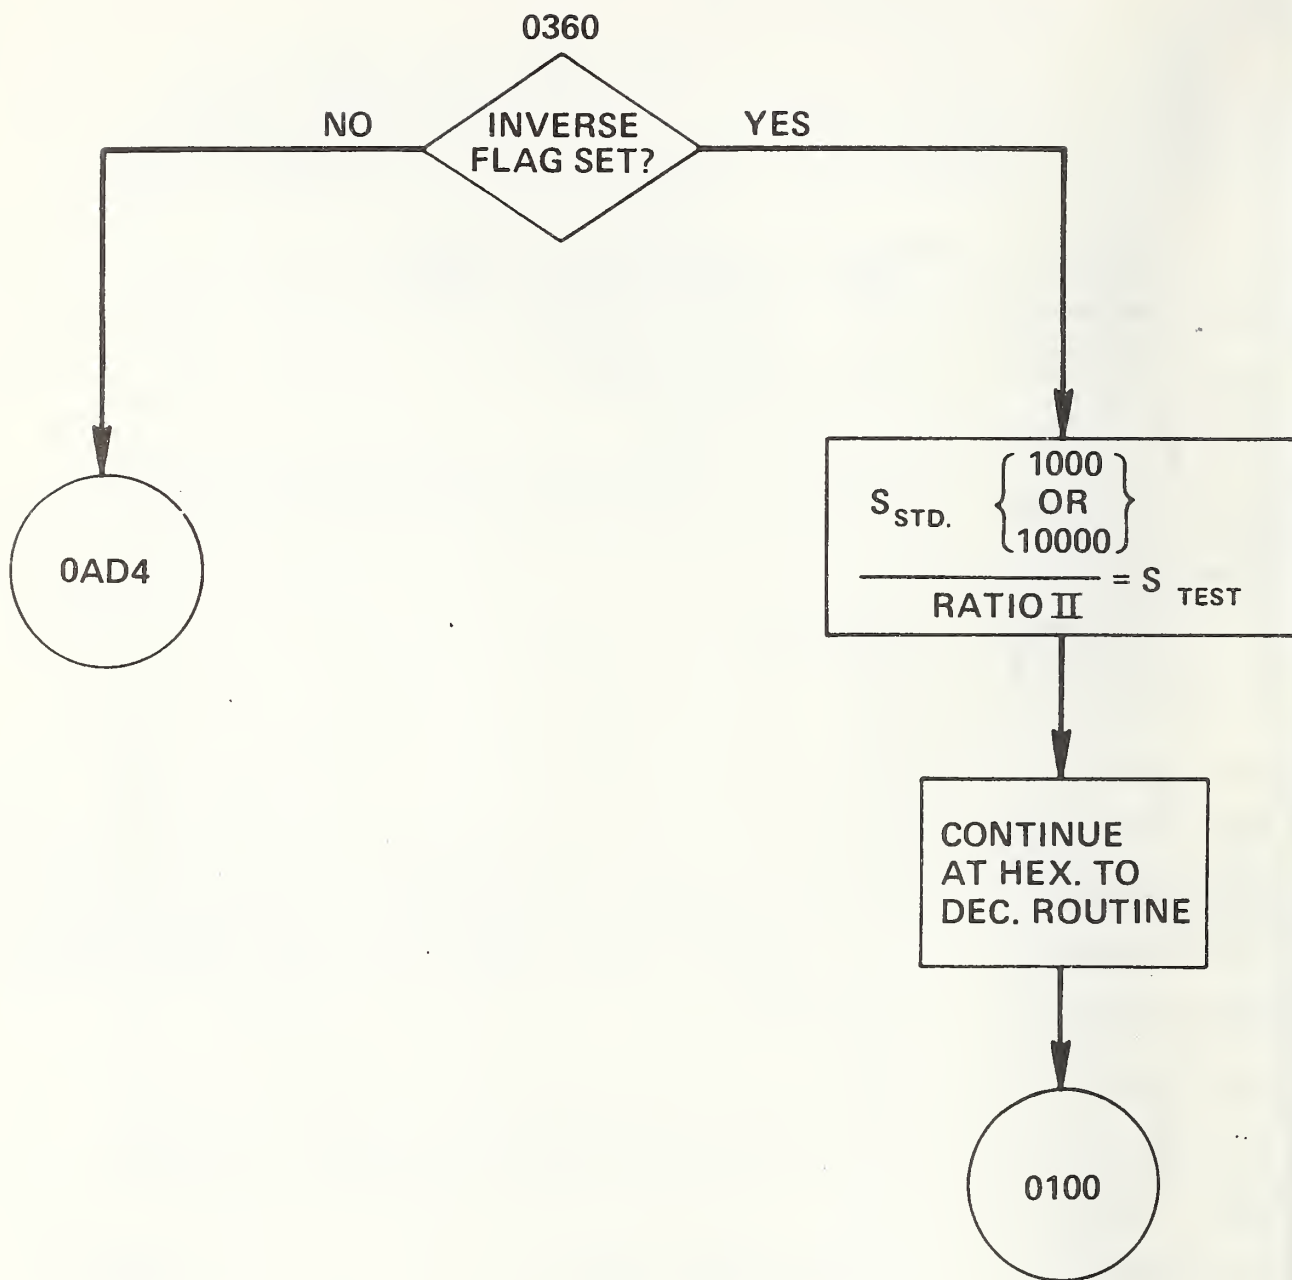 0360
NO
INVERSE
FLAG SET?
YES
0AD4
S STD. { 1000
OR
10000 }
RATIO II = S TEST
CONTINUE
AT HEX. TO
DEC. ROUTINE
0100